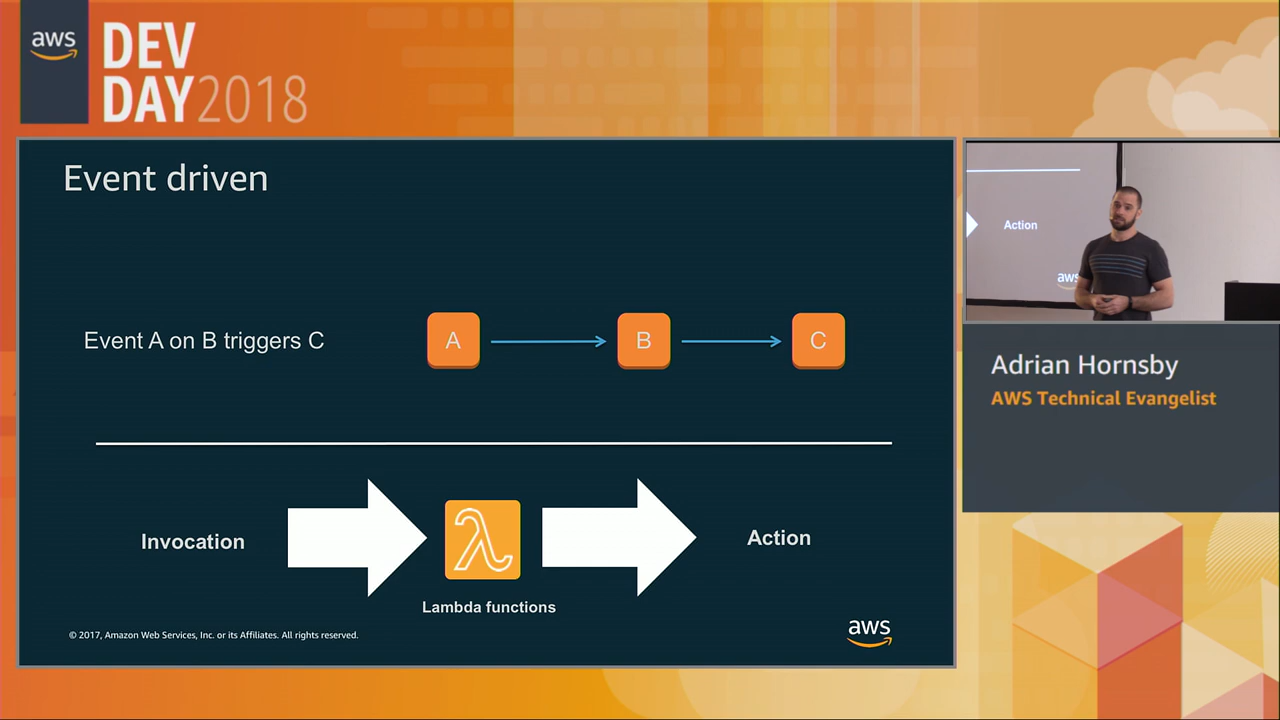 aws
DEV
DAY2018
Event driven
Event A on B triggers C
A
B
C
Invocation
Action
Lambda functions
© 2017, Amazon Web Services, Inc. or its Affiliates. All rights reserved.
aws
Action
aws
Adrian Hornsby
AWS Technical Evangelist